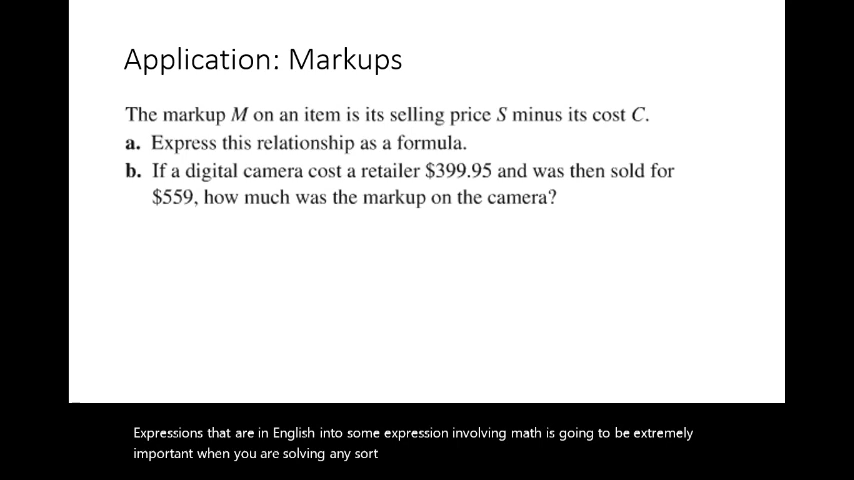 Application: Markups
The markup M on an item is its selling price S minus its cost C.
a. Express this relationship as a formula.
b. If a digital camera cost a retailer $399.95 and was then sold for
$559, how much was the markup on the camera?
Expressions that are in English into some expression involving math is going to be extremely
important when you are solving any sort